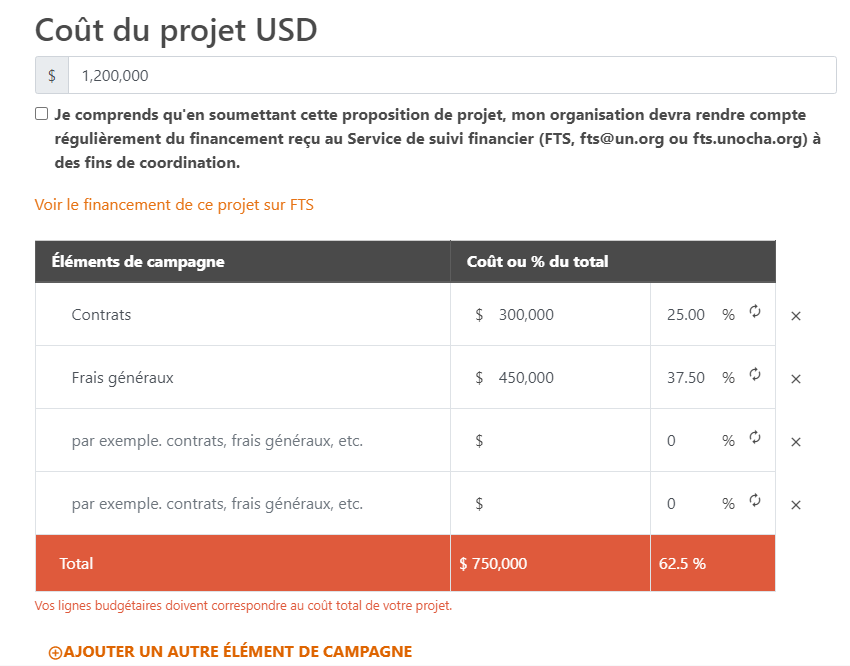 Coût du projet USD
$ 1,200,000
Je comprends qu'en soumettant cette proposition de projet, mon organisation devra rendre compte
régulièrement du financement reçu au Service de suivi financier (FTS, fts@un.org ou fts.unocha.org) à
des fins de coordination.
Voir le financement de ce projet sur FTS
Éléments de campagne Coût ou % du total
Contrats $ 300,000 25.00 %
Frais généraux $ 450,000 37.50 %
par exemple. contrats, frais généraux, etc. $ 0 %
par exemple. contrats, frais généraux, etc. $ 0 %
Total $ 750,000 62.5 %
Vos lignes budgétaires doivent correspondre au coût total de votre projet.
AJOUTER UN AUTRE ÉLÉMENT DE CAMPAGNE